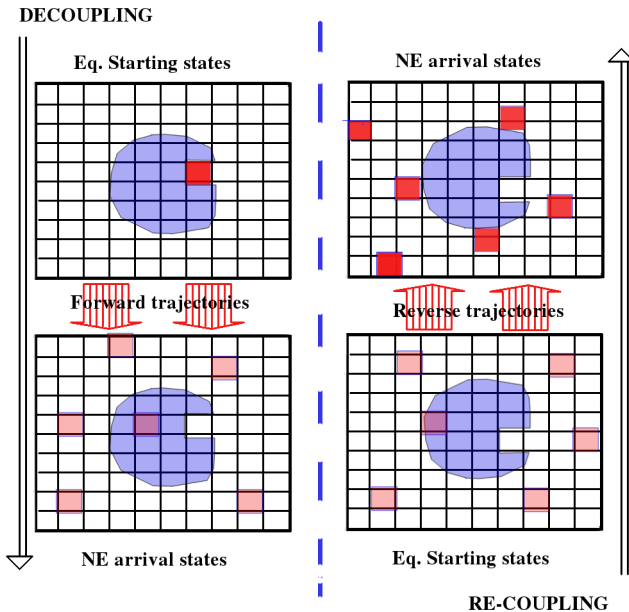 DECOUPLING
Eq. Starting states
Forward trajectories
NE arrival states
NE arrival states
Reverse trajectories
Eq. Starting states
RE-COUPLING